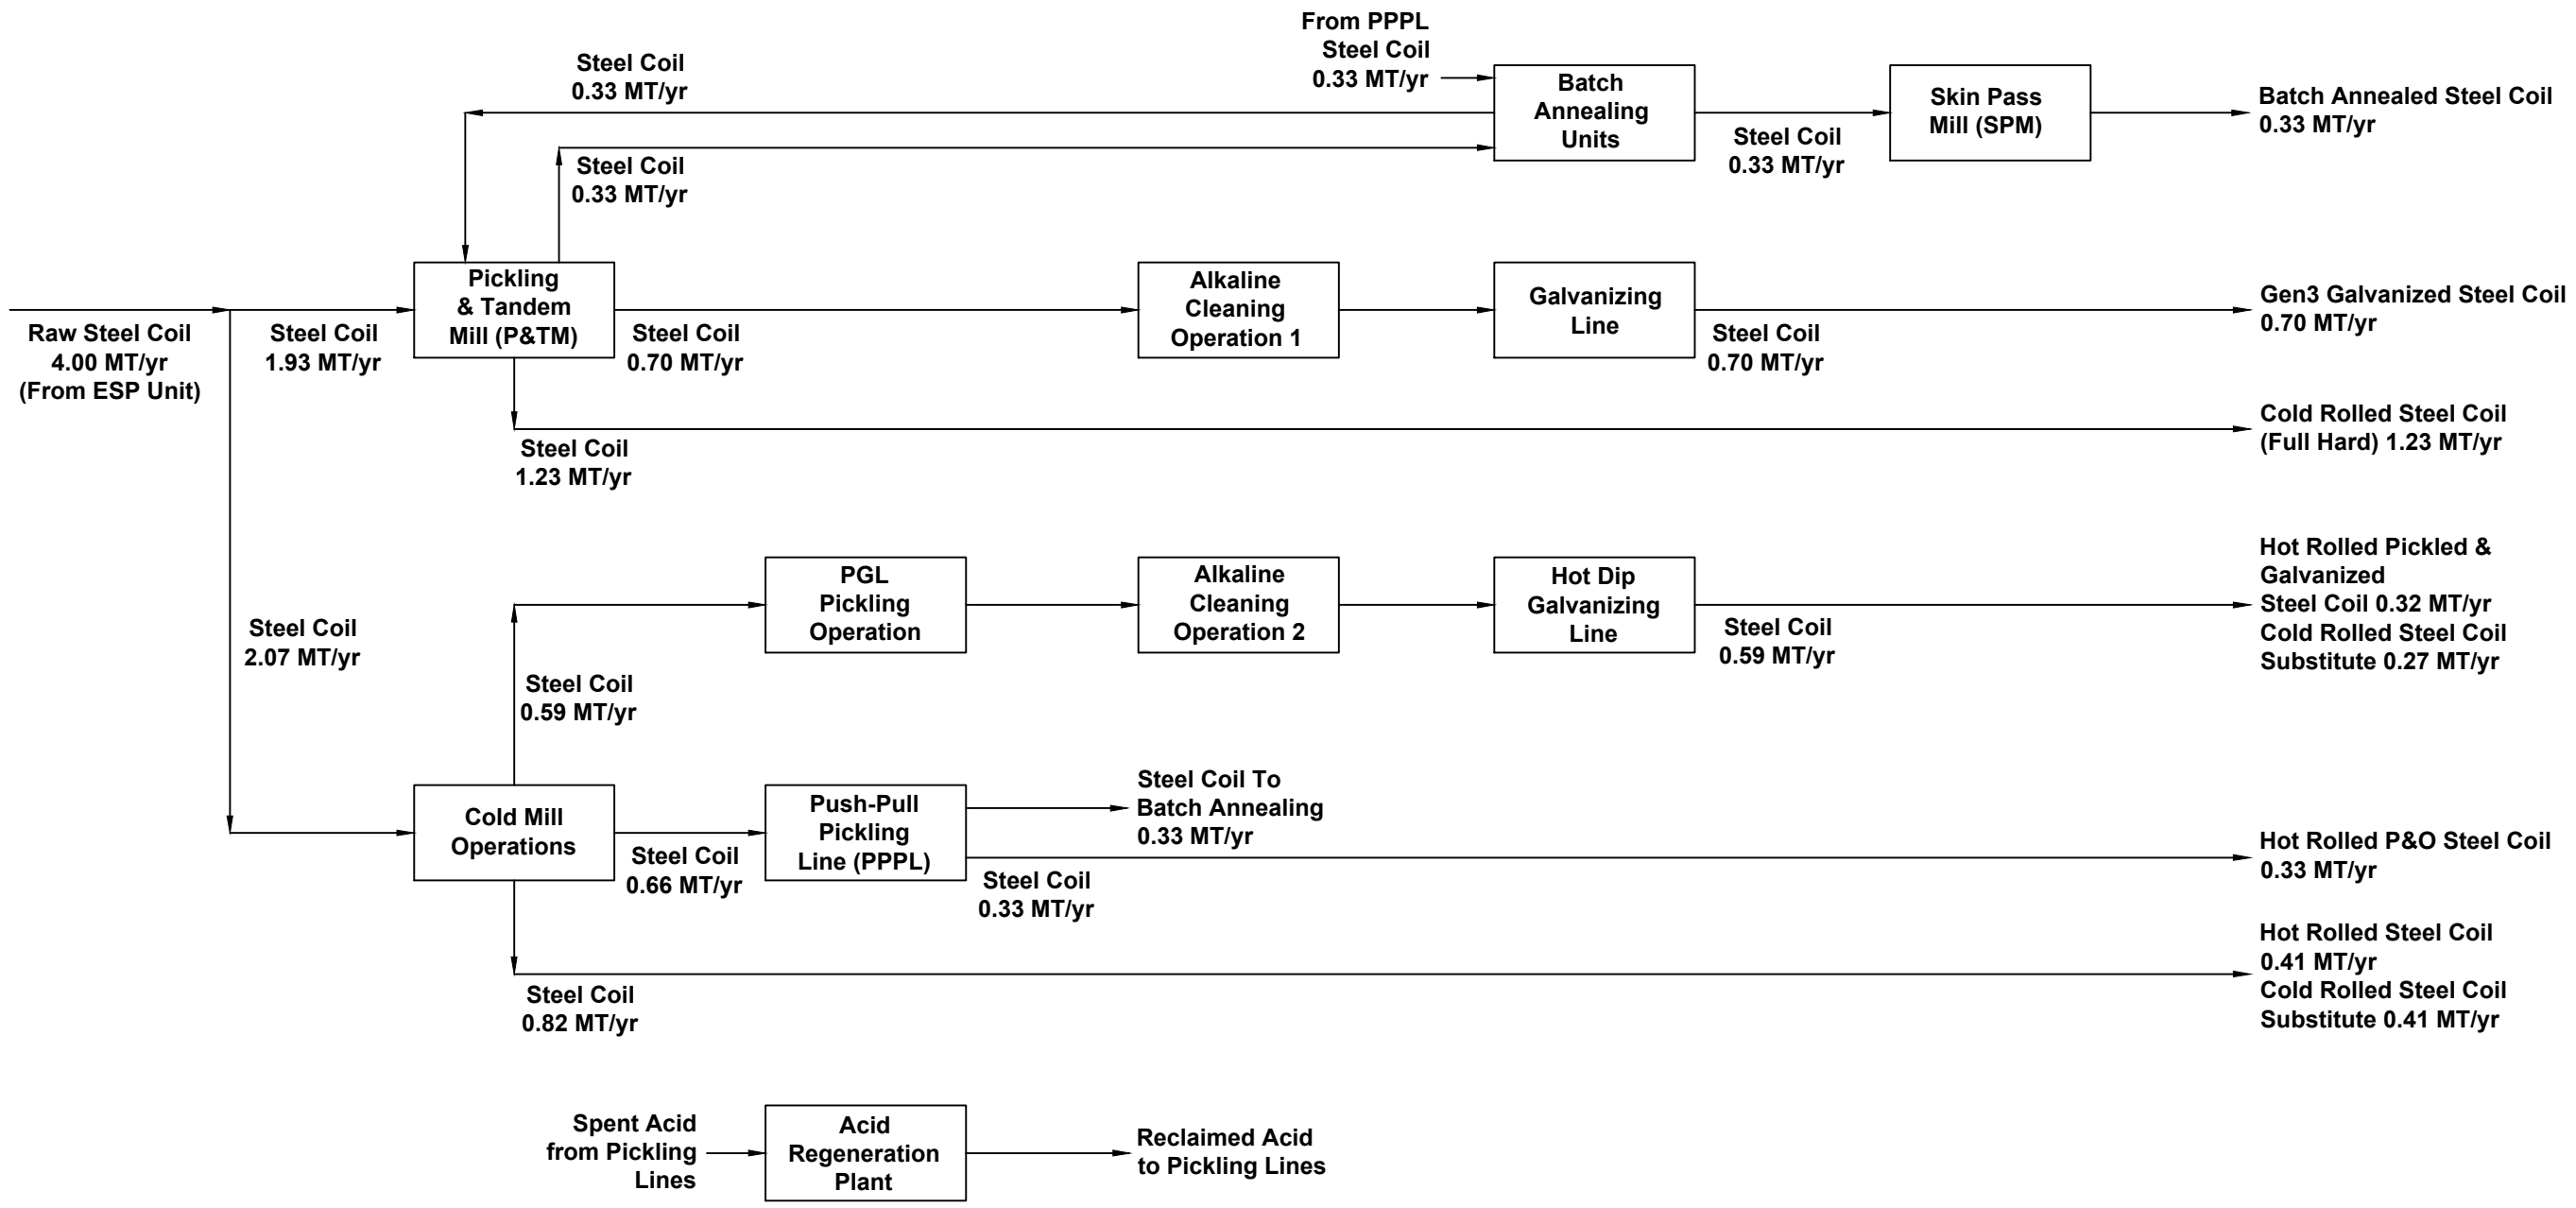 From PPPL
Steel Coil
0.33 MT/yr
Steel Coil
0.33 MT/yr
Steel Coil
0.33 MT/yr
Batch
Annealing
Units
Steel Coil
0.33 MT/yr
Skin Pass
Mill (SPM)
Batch Annealed Steel Coil
0.33 MT/yr
Raw Steel Coil
4.00 MT/yr
(From ESP Unit)
Steel Coil
1.93 MT/yr
Pickling
& Tandem
Mill (P&TM)
Steel Coil
0.70 MT/yr
Alkaline
Cleaning
Operation 1
Galvanizing
Line
Steel Coil
0.70 MT/yr
Gen3 Galvanized Steel Coil
0.70 MT/yr
Steel Coil
1.23 MT/yr
Cold Rolled Steel Coil
(Full Hard) 1.23 MT/yr
Steel Coil
2.07 MT/yr
Steel Coil
0.59 MT/yr
PGL
Pickling
Operation
Alkaline
Cleaning
Operation 2
Hot Dip
Galvanizing
Line
Steel Coil
0.59 MT/yr
Hot Rolled Pickled &
Galvanized
Steel Coil 0.32 MT/yr
Cold Rolled Steel Coil
Substitute 0.27 MT/yr
Cold Mill
Operations
Steel Coil
0.66 MT/yr
Push-Pull
Pickling
Line (PPPL)
Steel Coil To
Batch Annealing
0.33 MT/yr
Steel Coil
0.33 MT/yr
Hot Rolled P&O Steel Coil
0.33 MT/yr
Steel Coil
0.82 MT/yr
Hot Rolled Steel Coil
0.41 MT/yr
Cold Rolled Steel Coil
Substitute 0.41 MT/yr
Spent Acid
from Pickling
Lines
Acid
Regeneration
Plant
Reclaimed Acid
to Pickling Lines